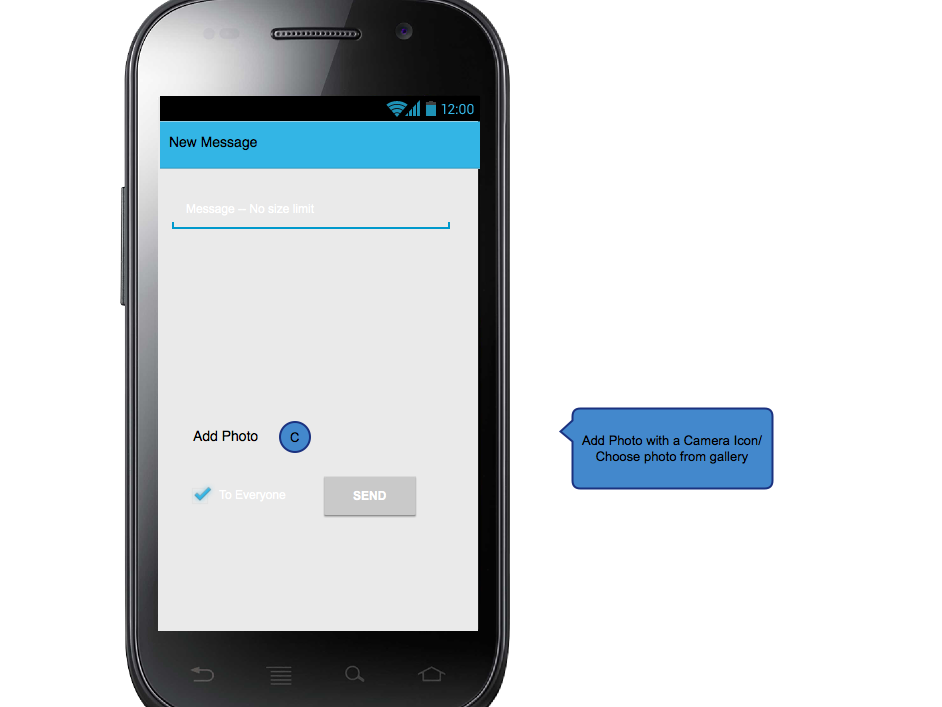 12:00
New Message
Message – No size limit
Add Photo C
To Everyone
SEND
Add Photo with a Camera Icon/
Choose photo from gallery